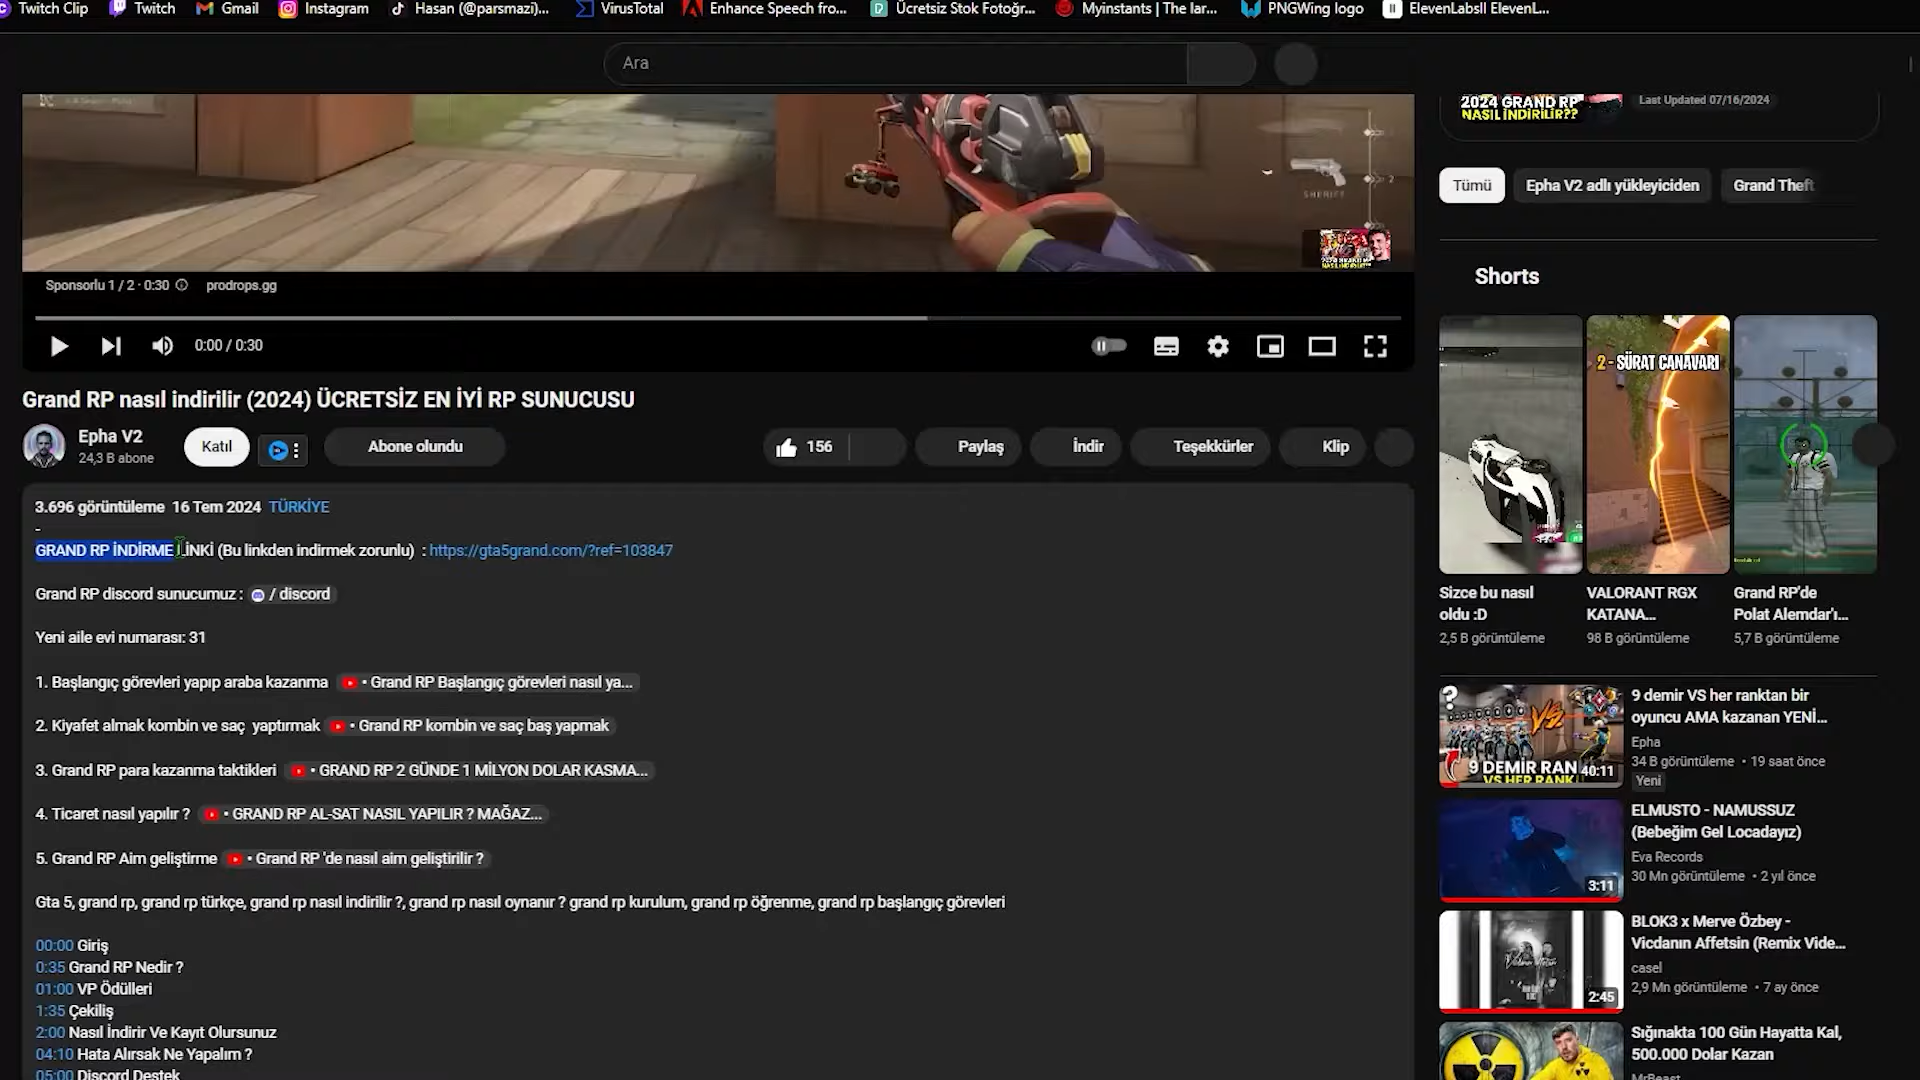 Twitch Clip
Twitch
Gmail
Instagram
Hasan (@parsmazi)...
VirusTotal
Enhance Speech fro...
Ücretsiz Stok Fotoğr...
Myinstants | The lar...
PNGWing logo
ElevenLabsll ElevenL...
Ara
SHERIFF
2
Sponsorlu 1 / 2 · 0:30
prodrops.gg
0:00 / 0:30
Grand RP nasıl indirilir (2024) ÜCRETSİZ EN İYİ RP SUNUCUSU
Epha V2
24,3 B abone
Katıl
Abone olundu
156
Paylaş
İndir
Teşekkürler
Klip
3.696 görüntüleme 16 Tem 2024 TÜRKİYE
-
GRAND RP İNDİRME LİNKİ (Bu linkden indirmek zorunlu) : https://gta5grand.com/?ref=103847
Grand RP discord sunucumuz : / discord
Yeni aile evi numarası: 31
1. Başlangıç görevleri yapıp araba kazanma • Grand RP Başlangıç görevleri nasıl ya...
2. Kiyafet almak kombin ve saç yaptırmak • Grand RP kombin ve saç baş yapmak
3. Grand RP para kazanma taktikleri • GRAND RP 2 GÜNDE 1 MİLYON DOLAR KASMA...
4. Ticaret nasıl yapılır ? • GRAND RP AL-SAT NASIL YAPILIR ? MAĞAZ...
5. Grand RP Aim geliştirme • Grand RP 'de nasıl aim geliştirilir ?
Gta 5, grand rp, grand rp türkçe, grand rp nasıl indirilir ?, grand rp nasıl oynanır ? grand rp kurulum, grand rp öğrenme, grand rp başlangıç görevleri
00:00 Giriş
0:35 Grand RP Nedir ?
01:00 VP Ödülleri
1:35 Çekiliş
2:00 Nasıl İndirir Ve Kayıt Olursunuz
04:10 Hata Alırsak Ne Yapalım ?
05:00 Discord Destek
2024 GRAND RP
NASIL İNDİRİLİR??
Last Updated 07/16/2024
Tümü
Epha V2 adlı yükleyiciden
Grand Theft
Shorts
2 - SÜRAT CANAVARI
Sizce bu nasıl
oldu :D
2,5 B görüntüleme
VALORANT RGX
KATANA...
98 B görüntüleme
Grand RP'de
Polat Alemdar'ı...
5,7 B görüntüleme
?
VS
9 DEMİR RAN
VS HER RANK
40:11
9 demir VS her ranktan bir
oyuncu AMA kazanan YENİ...
Epha
34 B görüntüleme • 19 saat önce
Yeni
3:11
ELMUSTO - NAMUSSUZ
(Bebeğim Gel Locadayız)
Eva Records
30 Mn görüntüleme • 2 yıl önce
2:45
BLOK3 x Merve Özbey -
Vicdanın Affetsin (Remix Vide...
casel
2,9 Mn görüntüleme • 7 ay önce
Sığınakta 100 Gün Hayatta Kal,
500.000 Dolar Kazan
MrBeast